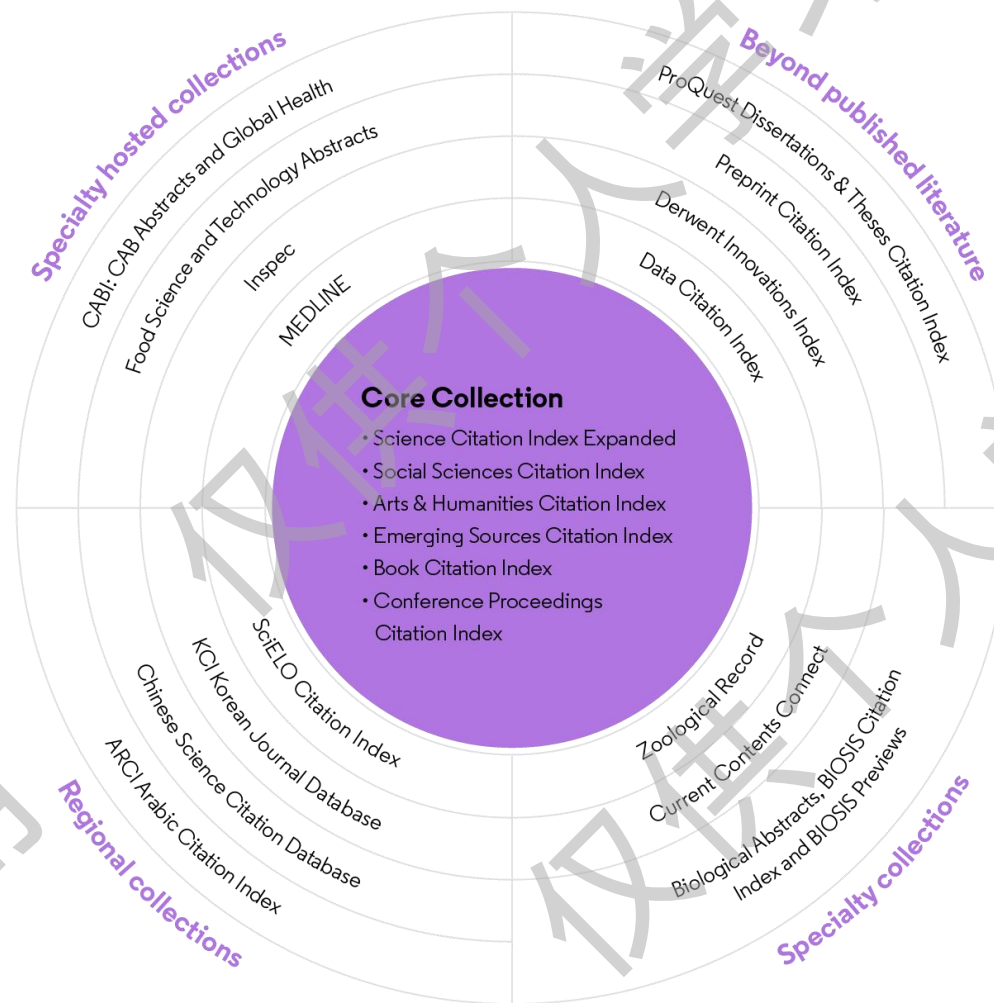 Specialty hosted collections
CABI: CAB Abstracts and Global Health
Food Science and Technology Abstracts
Inspec
MEDLINE
Beyond published literature
ProQuest Dissertations & Theses Citation Index
Preprint Citation Index
Derwent Innovations Index
Data Citation Index
Core Collection
• Science Citation Index Expanded
• Social Sciences Citation Index
• Arts & Humanities Citation Index
• Emerging Sources Citation Index
• Book Citation Index
• Conference Proceedings
Citation Index
SciELO Citation Index
KCI Korean Journal Database
Chinese Science Citation Database
ARCI Arabic Citation Index
Regional collections
Zoological Record
Current Contents Connect
Biological Abstracts, BIOSIS Citation
Index and BIOSIS Previews
Specialty collections
仅供个人学
仅供个人